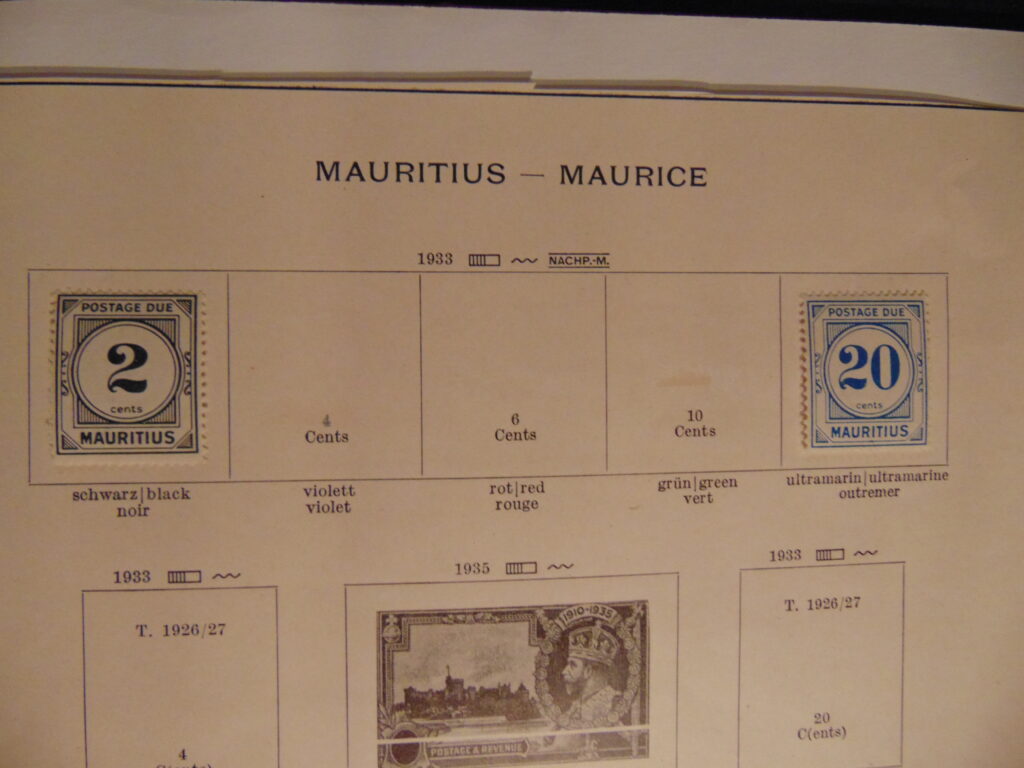 MAURITIUS — MAURICE
1933 NACHP.-M.
POSTAGE DUE
2
cents
MAURITIUS
4
Cents
6
Cents
10
Cents
POSTAGE DUE
20
cents
MAURITIUS
schwarz|black
noir
violett
violet
rot|red
rouge
grün|green
vert
ultramarin|ultramarine
outremer
1933
T. 1926/27
4
C(ents)
1935
1910-1935
POSTAGE & REVENUE
1933
T. 1926/27
20
C(ents)